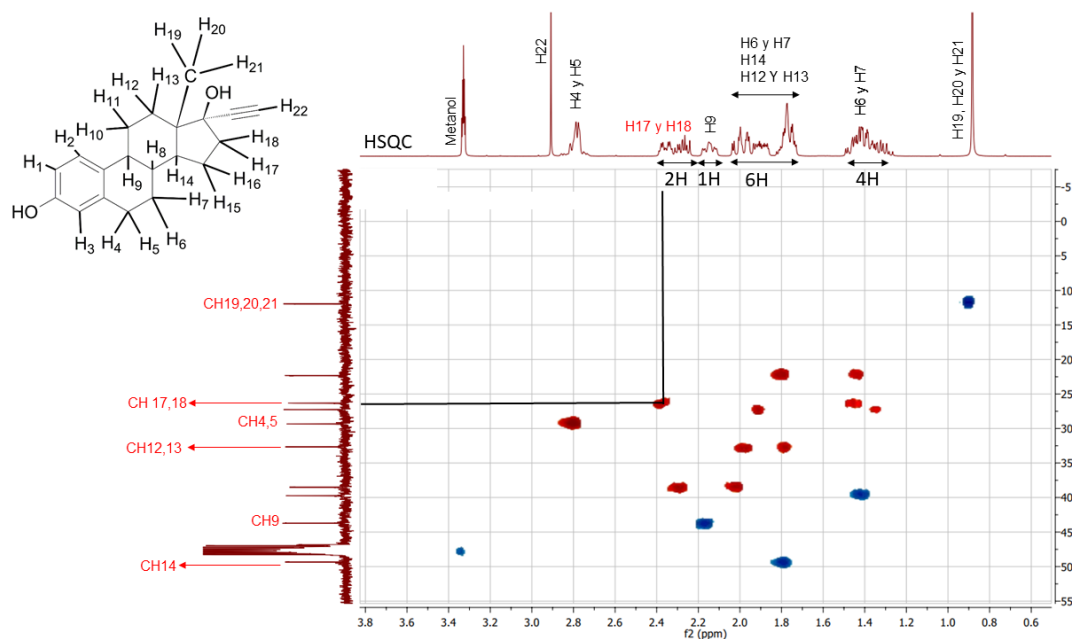 H₁₉
H₂₀
H₁₃
C
H₂₁
H₁₂
OH
H₁₁
H₂₂
H₁₀
H₂
H₁₈
H₁
H₈
H₁₇
H₉
H₁₄
H₁₆
HO
H₇
H₁₅
H₃
H₄
H₅
H₆
HSQC
Metanol
H22
H4 y H5
H17 y H18
H9
H6 y H7
H14
H12 Y H13
H6 y H7
H19, H20 y H21
2H
1H
6H
4H
CH19,20,21
CH 17,18
CH4,5
CH12,13
CH9
CH14
-5
0
5
10
15
20
25
30
35
40
45
50
55
3.8 3.6 3.4 3.2 3.0 2.8 2.6 2.4 2.2 2.0 1.8 1.6 1.4 1.2 1.0 0.8 0.6
f2 (ppm)